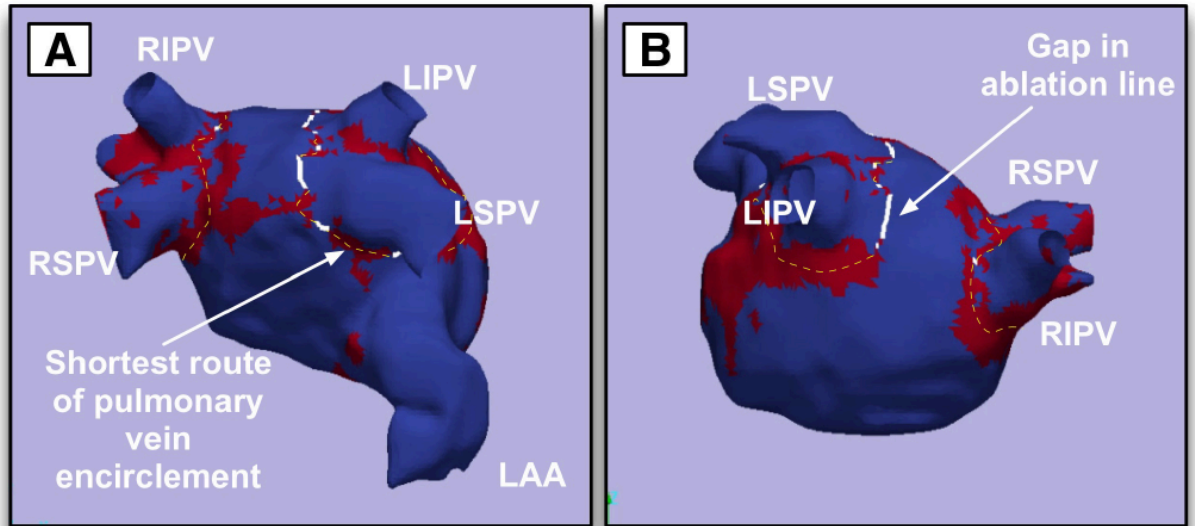 A
RIPV
LIPV
LSPV
RSPV
Shortest route
of pulmonary
vein
encirclement
LAA
B
Gap in
ablation line
LSPV
RSPV
LIPV
RIPV